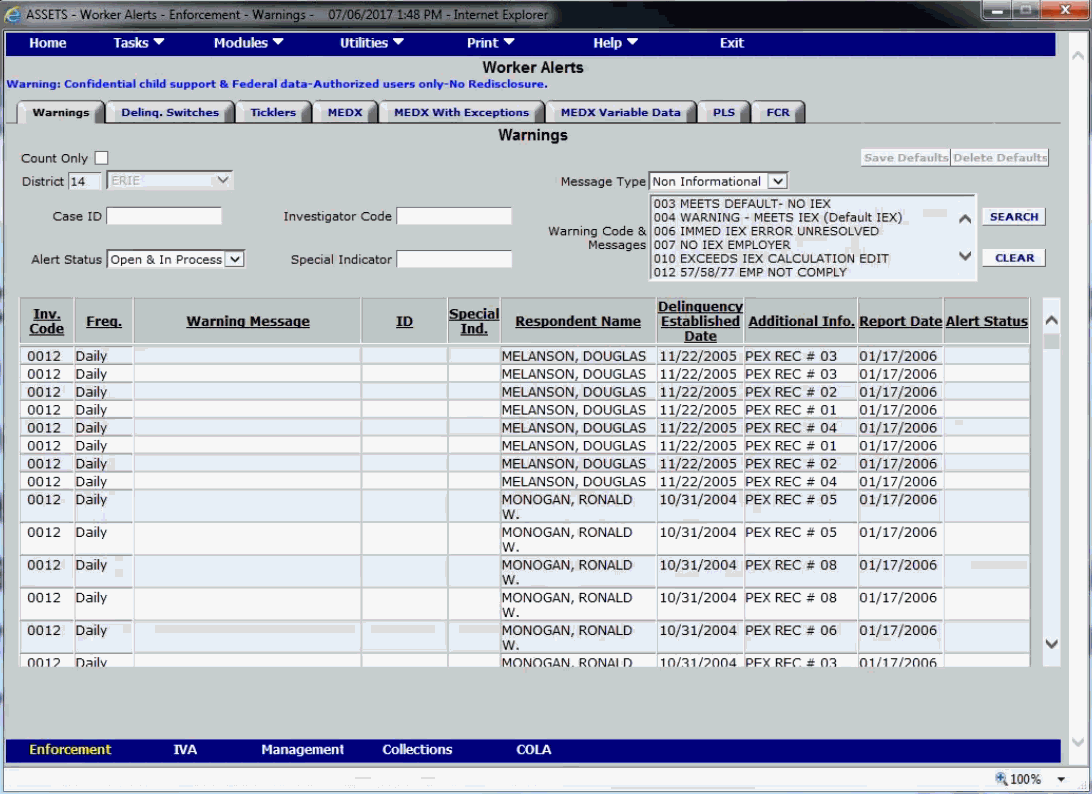 ASSETS - Worker Alerts - Enforcement - Warnings - 07/06/2017 1:48 PM - Internet Explorer
Home Tasks Modules Utilities Print Help Exit
Worker Alerts
Warning: Confidential child support & Federal data-Authorized users only-No Redisclosure.
Warnings Delinq. Switches Ticklers MEDX MEDX With Exceptions MEDX Variable Data PLS FCR
Warnings
Count Only Save Defaults Delete Defaults
District 14 ERIE Message Type Non Informational
Case ID Investigator Code Warning Code & Messages
Alert Status Open & In Process Special Indicator
003 MEETS DEFAULT- NO IEX
004 WARNING - MEETS IEX (Default IEX)
006 IMMED IEX ERROR UNRESOLVED
007 NO IEX EMPLOYER
010 EXCEEDS IEX CALCULATION EDIT
012 57/58/77 EMP NOT COMPLY
SEARCH
CLEAR
Inv. Code Freq. Warning Message ID Special Ind. Respondent Name Delinquency Established Date Additional Info. Report Date Alert Status
0012 Daily MELANSON, DOUGLAS 11/22/2005 PEX REC # 03 01/17/2006
0012 Daily MELANSON, DOUGLAS 11/22/2005 PEX REC # 03 01/17/2006
0012 Daily MELANSON, DOUGLAS 11/22/2005 PEX REC # 02 01/17/2006
0012 Daily MELANSON, DOUGLAS 11/22/2005 PEX REC # 01 01/17/2006
0012 Daily MELANSON, DOUGLAS 11/22/2005 PEX REC # 04 01/17/2006
0012 Daily MELANSON, DOUGLAS 11/22/2005 PEX REC # 01 01/17/2006
0012 Daily MELANSON, DOUGLAS 11/22/2005 PEX REC # 02 01/17/2006
0012 Daily MELANSON, DOUGLAS 11/22/2005 PEX REC # 04 01/17/2006
0012 Daily MONOGAN, RONALD W. 10/31/2004 PEX REC # 05 01/17/2006
0012 Daily MONOGAN, RONALD W. 10/31/2004 PEX REC # 05 01/17/2006
0012 Daily MONOGAN, RONALD W. 10/31/2004 PEX REC # 08 01/17/2006
0012 Daily MONOGAN, RONALD W. 10/31/2004 PEX REC # 08 01/17/2006
0012 Daily MONOGAN, RONALD W. 10/31/2004 PEX REC # 06 01/17/2006
0012 Daily MONOGAN, RONALD 10/31/2004 PEX REC # 03 01/17/2006
Enforcement IVA Management Collections COLA
100%